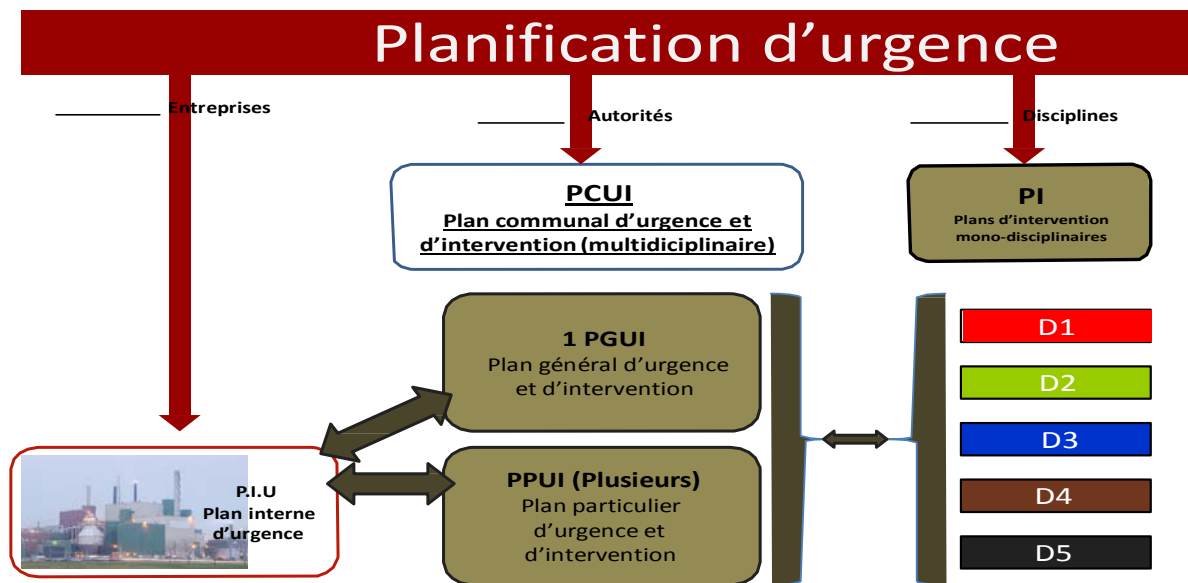 Planification d’urgence
Entreprises
Autorités
Disciplines
PCUI
Plan communal d’urgence et
d’intervention (multidiciplinaire)
PI
Plans d’intervention
mono-disciplinaires
1 PGUI
Plan général d’urgence
et d’intervention
PPUI (Plusieurs)
Plan particulier
d’urgence et
d’intervention
P.I.U
Plan interne
d’urgence
D1
D2
D3
D4
D5